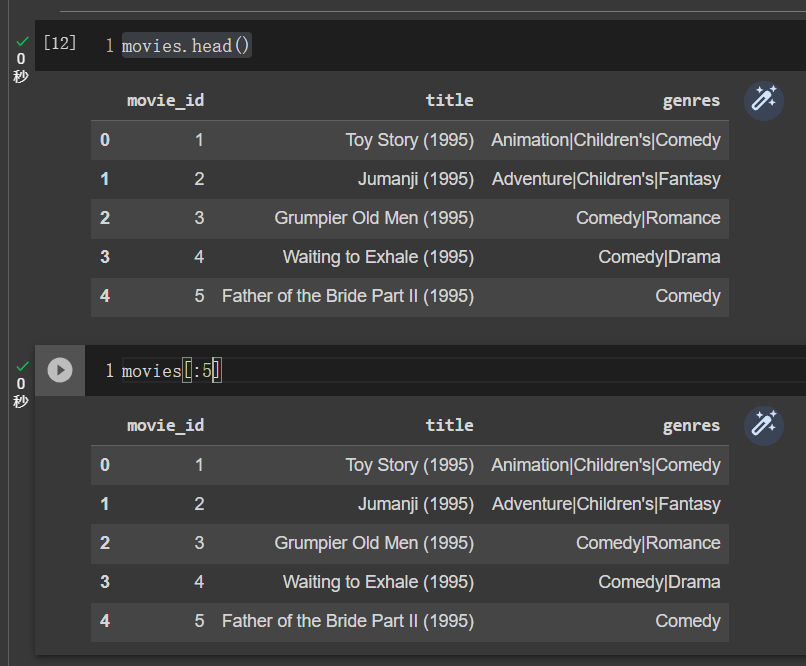 [12] 1 movies.head()
0
秒
movie_id title genres
0 1 Toy Story (1995) Animation|Children's|Comedy
1 2 Jumanji (1995) Adventure|Children's|Fantasy
2 3 Grumpier Old Men (1995) Comedy|Romance
3 4 Waiting to Exhale (1995) Comedy|Drama
4 5 Father of the Bride Part II (1995) Comedy
1 movies[:5]
0
秒
movie_id title genres
0 1 Toy Story (1995) Animation|Children's|Comedy
1 2 Jumanji (1995) Adventure|Children's|Fantasy
2 3 Grumpier Old Men (1995) Comedy|Romance
3 4 Waiting to Exhale (1995) Comedy|Drama
4 5 Father of the Bride Part II (1995) Comedy